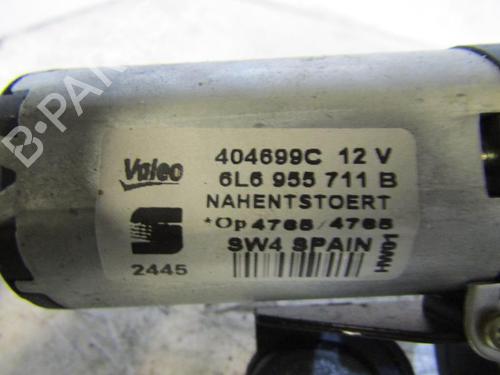 B-PARTS
Valeo
404699C 12 V
6L6 955 711 B
NAHENTSTOERT
*Op 4765/4765
SW4 SPAIN
HW01
2445